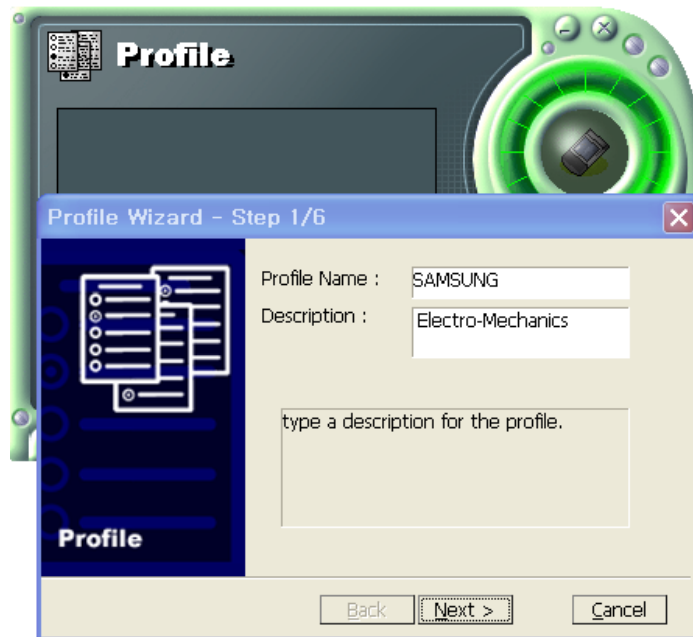 Profile
Profile Wizard - Step 1/6
Profile Name :
SAMSUNG
Description :
Electro-Mechanics
type a description for the profile.
Profile
Back
Next >
Cancel